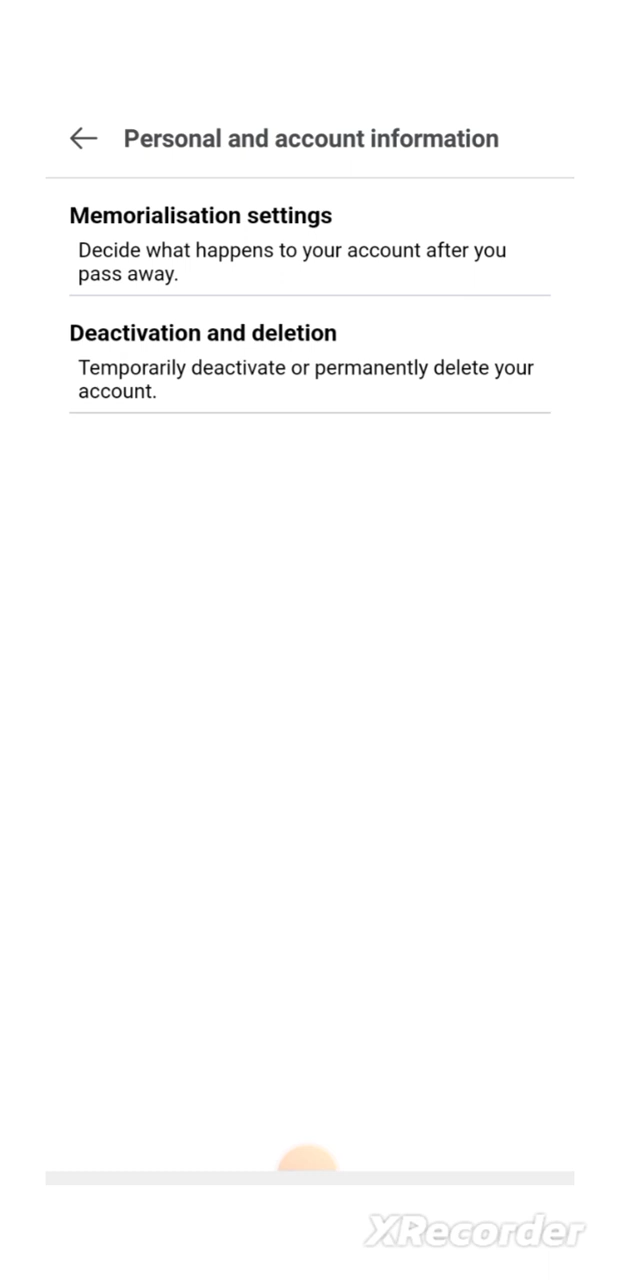 Personal and account information
Memorialisation settings
Decide what happens to your account after you
pass away.
Deactivation and deletion
Temporarily deactivate or permanently delete your
account.
XRecorder